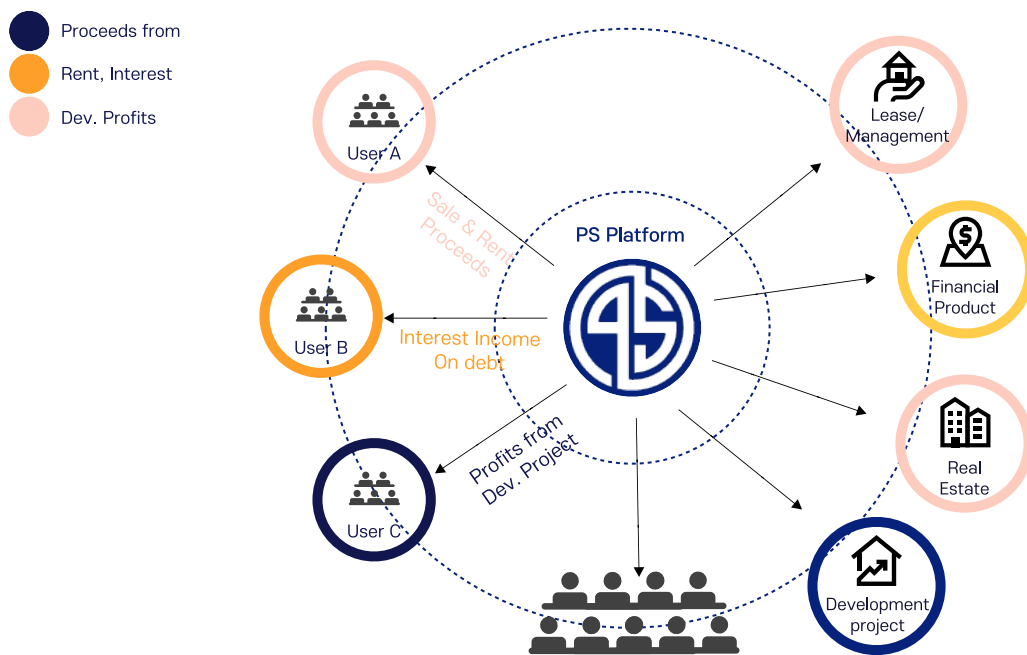 Proceeds from
Rent, Interest
Dev. Profits
User A
Sale & Rent
Proceeds
User B
Interest Income
On debt
User C
Profits from
Dev. Project
PS Platform
PS
Lease/
Management
$
Financial
Product
Real
Estate
Development
project